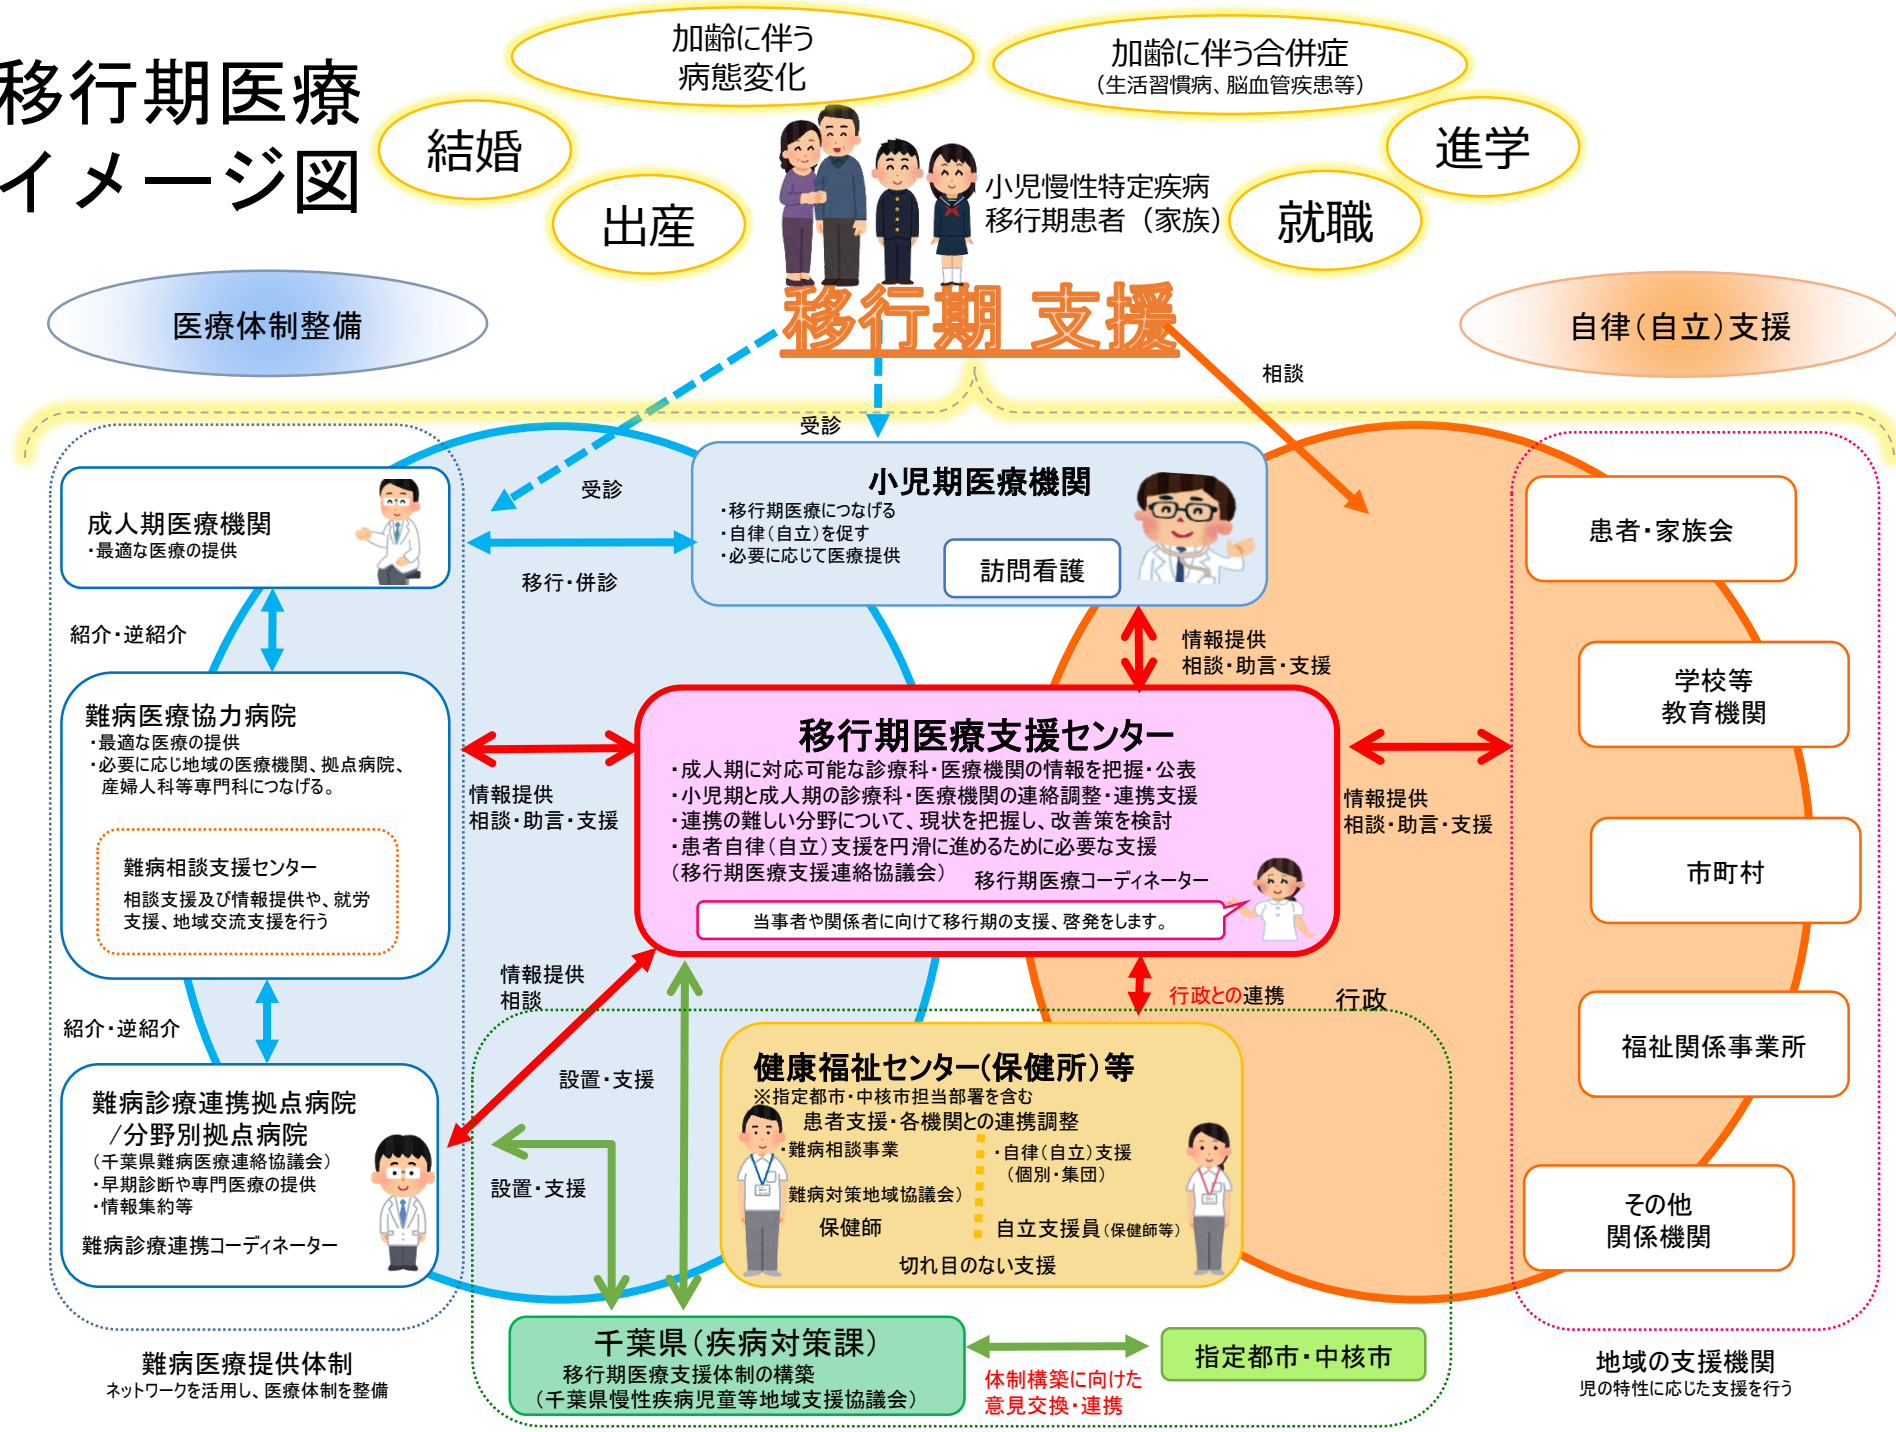 移行期医療
イメージ図
加齢に伴う
病態変化
加齢に伴う合併症
（生活習慣病、脳血管疾患等）
結婚
出産
進学
就職
小児慢性特定疾病
移行期患者（家族）
移行期 支援
医療体制整備
自律（自立）支援
相談
受診
受診
成人期医療機関
・最適な医療の提供
小児期医療機関
・移行期医療につなげる
・自律（自立）を促す
・必要に応じて医療提供
訪問看護
移行・併診
患者・家族会
紹介・逆紹介
情報提供
相談・助言・支援
学校等
教育機関
難病医療協力病院
・最適な医療の提供
・必要に応じ地域の医療機関、拠点病院、
産婦人科等専門科につなげる。
難病相談支援センター
相談支援及び情報提供や、就労
支援、地域交流支援を行う
情報提供
相談・助言・支援
移行期医療支援センター
・成人期に対応可能な診療科・医療機関の情報を把握・公表
・小児期と成人期の診療科・医療機関の連絡調整・連携支援
・連携の難しい分野について、現状を把握し、改善策を検討
・患者自律（自立）支援を円滑に進めるために必要な支援
（移行期医療支援連絡協議会）
移行期医療コーディネーター
当事者や関係者に向けて移行期の支援、啓発をします。
情報提供
相談・助言・支援
市町村
情報提供
相談
行政との連携
行政
紹介・逆紹介
設置・支援
福祉関係事業所
難病診療連携拠点病院
/分野別拠点病院
（千葉県難病医療連絡協議会）
・早期診断や専門医療の提供
・情報集約等
難病診療連携コーディネーター
設置・支援
健康福祉センター（保健所）等
※指定都市・中核市担当部署を含む
患者支援・各機関との連携調整
・難病相談事業
難病対策地域協議会）
保健師
・自律（自立）支援
（個別・集団）
自立支援員（保健師等）
切れ目のない支援
その他
関係機関
千葉県（疾病対策課）
移行期医療支援体制の構築
（千葉県慢性疾病児童等地域支援協議会）
体制構築に向けた
意見交換・連携
指定都市・中核市
難病医療提供体制
ネットワークを活用し、医療体制を整備
地域の支援機関
児の特性に応じた支援を行う